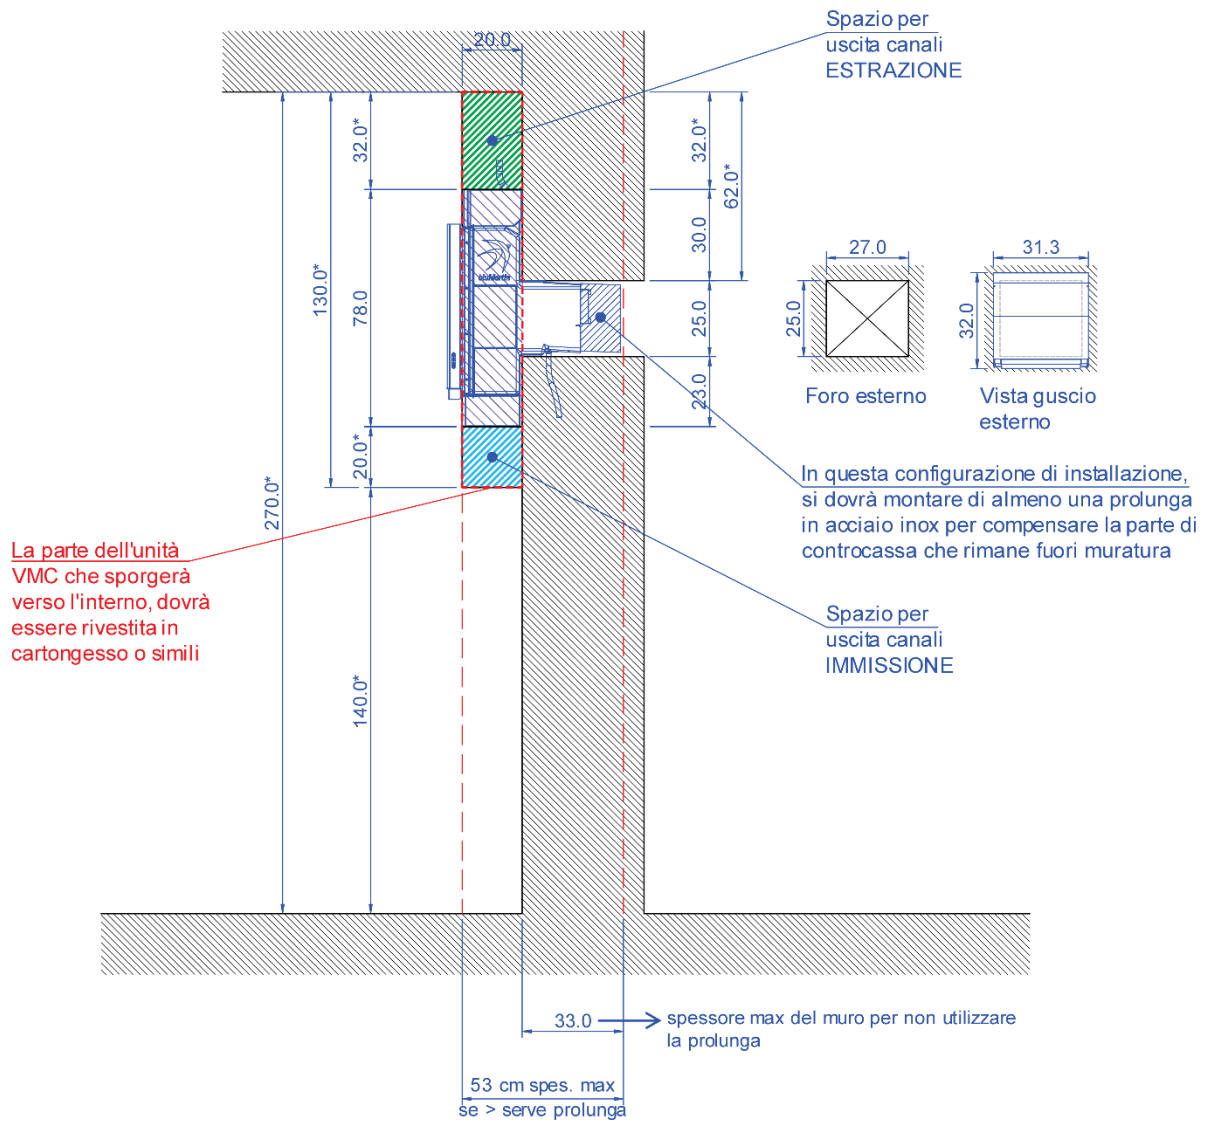 Spazio per
uscita canali
ESTRAZIONE
20.0
32.0*
32.0*
62.0*
30.0
130.0*
78.0
25.0
23.0
20.0*
270.0*
140.0*
27.0
25.0
Foro esterno
31.3
32.0
Vista guscio
esterno
In questa configurazione di installazione,
si dovrà montare di almeno una prolunga
in acciaio inox per compensare la parte di
controcassa che rimane fuori muratura
La parte dell'unità
VMC che sporgerà
verso l'interno, dovrà
essere rivestita in
cartongesso o simili
Spazio per
uscita canali
IMMISSIONE
33.0
spessore max del muro per non utilizzare
la prolunga
53 cm spes. max
se > serve prolunga